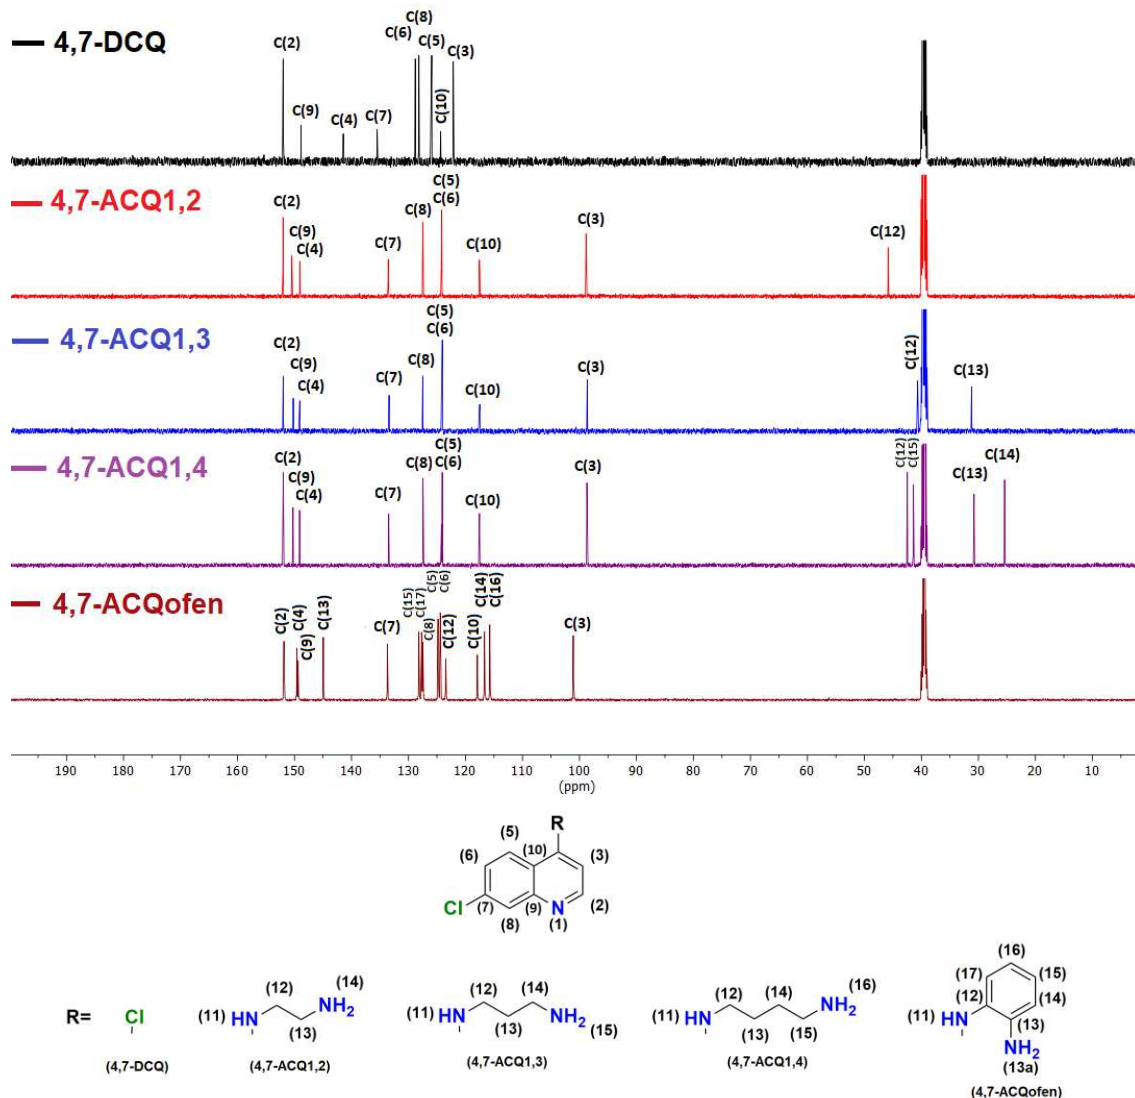 4,7-DCQ
C(2)
C(9)
C(4)
C(7)
C(6)
C(8)
C(5)
C(10)
C(3)
4,7-ACQ1,2
C(2)
C(9)
C(4)
C(7)
C(8)
C(5)
C(6)
C(10)
C(3)
C(12)
4,7-ACQ1,3
C(2)
C(9)
C(4)
C(7)
C(8)
C(5)
C(6)
C(10)
C(3)
C(12)
C(13)
4,7-ACQ1,4
C(2)
C(9)
C(4)
C(7)
C(8)
C(5)
C(6)
C(10)
C(3)
C(12)
C(15)
C(13)
C(14)
4,7-ACQofen
C(2)
C(4)
C(9)
C(13)
C(7)
C(15)
C(17)
C(8)
C(5)
C(6)
C(12)
C(10)
C(14)
C(16)
C(3)
190 180 170 160 150 140 130 120 110 100 90 80 70 60 50 40 30 20 10 0
(ppm)
R
(5)
(6)
(10)
(3)
Cl
(7)
(9)
N
(2)
(8)
(1)
R=
Cl
(4,7-DCQ)
(12)
(14)
NH2
(11)
HN
(13)
(4,7-ACQ1,2)
(12)
(14)
(11)
HN
NH2
(13)
(15)
(4,7-ACQ1,3)
(12)
(14)
(16)
NH2
(11)
HN
(13)
(15)
(4,7-ACQ1,4)
(16)
(17)
(15)
(12)
(14)
(11)
HN
(13)
NH2
(13a)
(4,7-ACQofen)